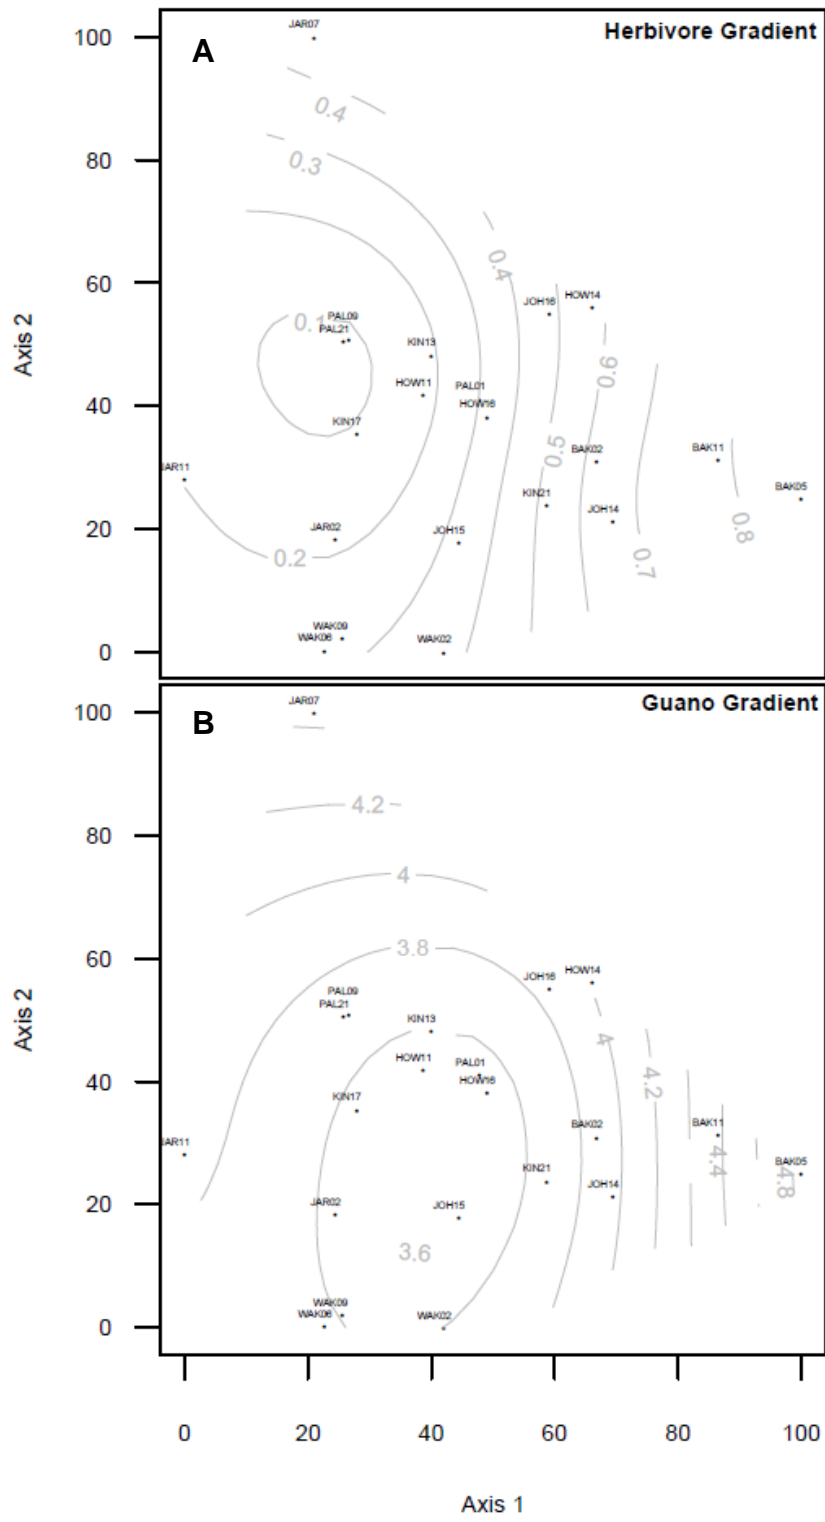 A Herbivore Gradient
JAR07
100
0.4
80
0.3
60
0.4
JOH16 HOW14
0.1 PAL09
PAL21
KIN13
0.6
Axis 2
HOW11 PAL01
40
HOW16
KIN17
BAK02 BAK11
0.5
JAR11
BAK05
KIN21
20
JAR02 JOH15 JOH14
0.8
0.2
0.7
WAK09
WAK06 WAK02
0
B Guano Gradient
JAR07
100
80
4.2
4
60
3.8
JOH16 HOW14
PAL09
PAL21
KIN13
4
Axis 2
HOW11 PAL01
40
HOW16
4.2
KIN17
BAK02 BAK11
JAR11
4.4
BAK05
KIN21
4.8
20
JAR02 JOH15 JOH14
3.6
WAK09
WAK06 WAK02
0
0 20 40 60 80 100
Axis 1